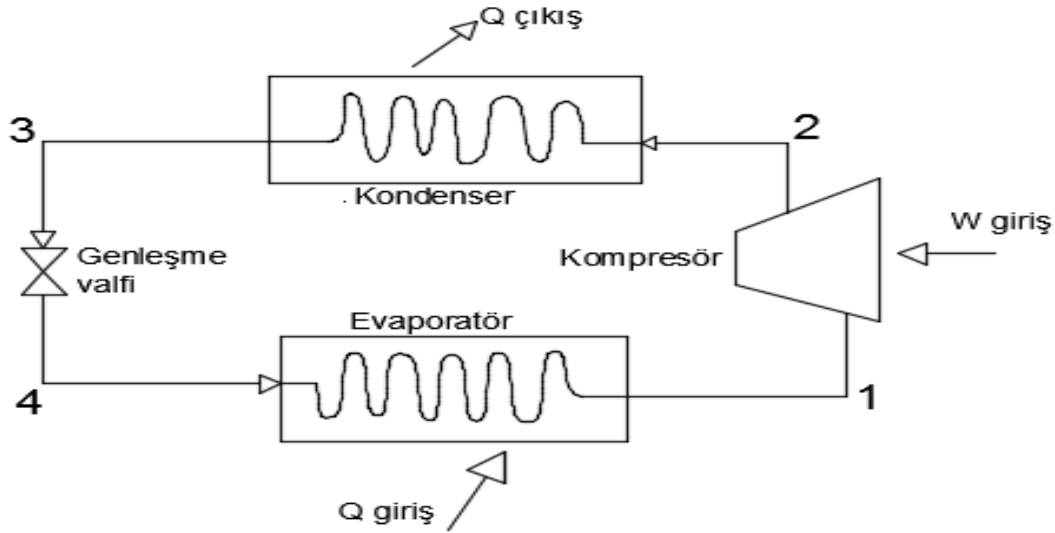 Q çıkış
3
2
. Kondenser
W giriş
Genleşme
valfi
Kompresör
Evaporatör
4
1
Q giriş